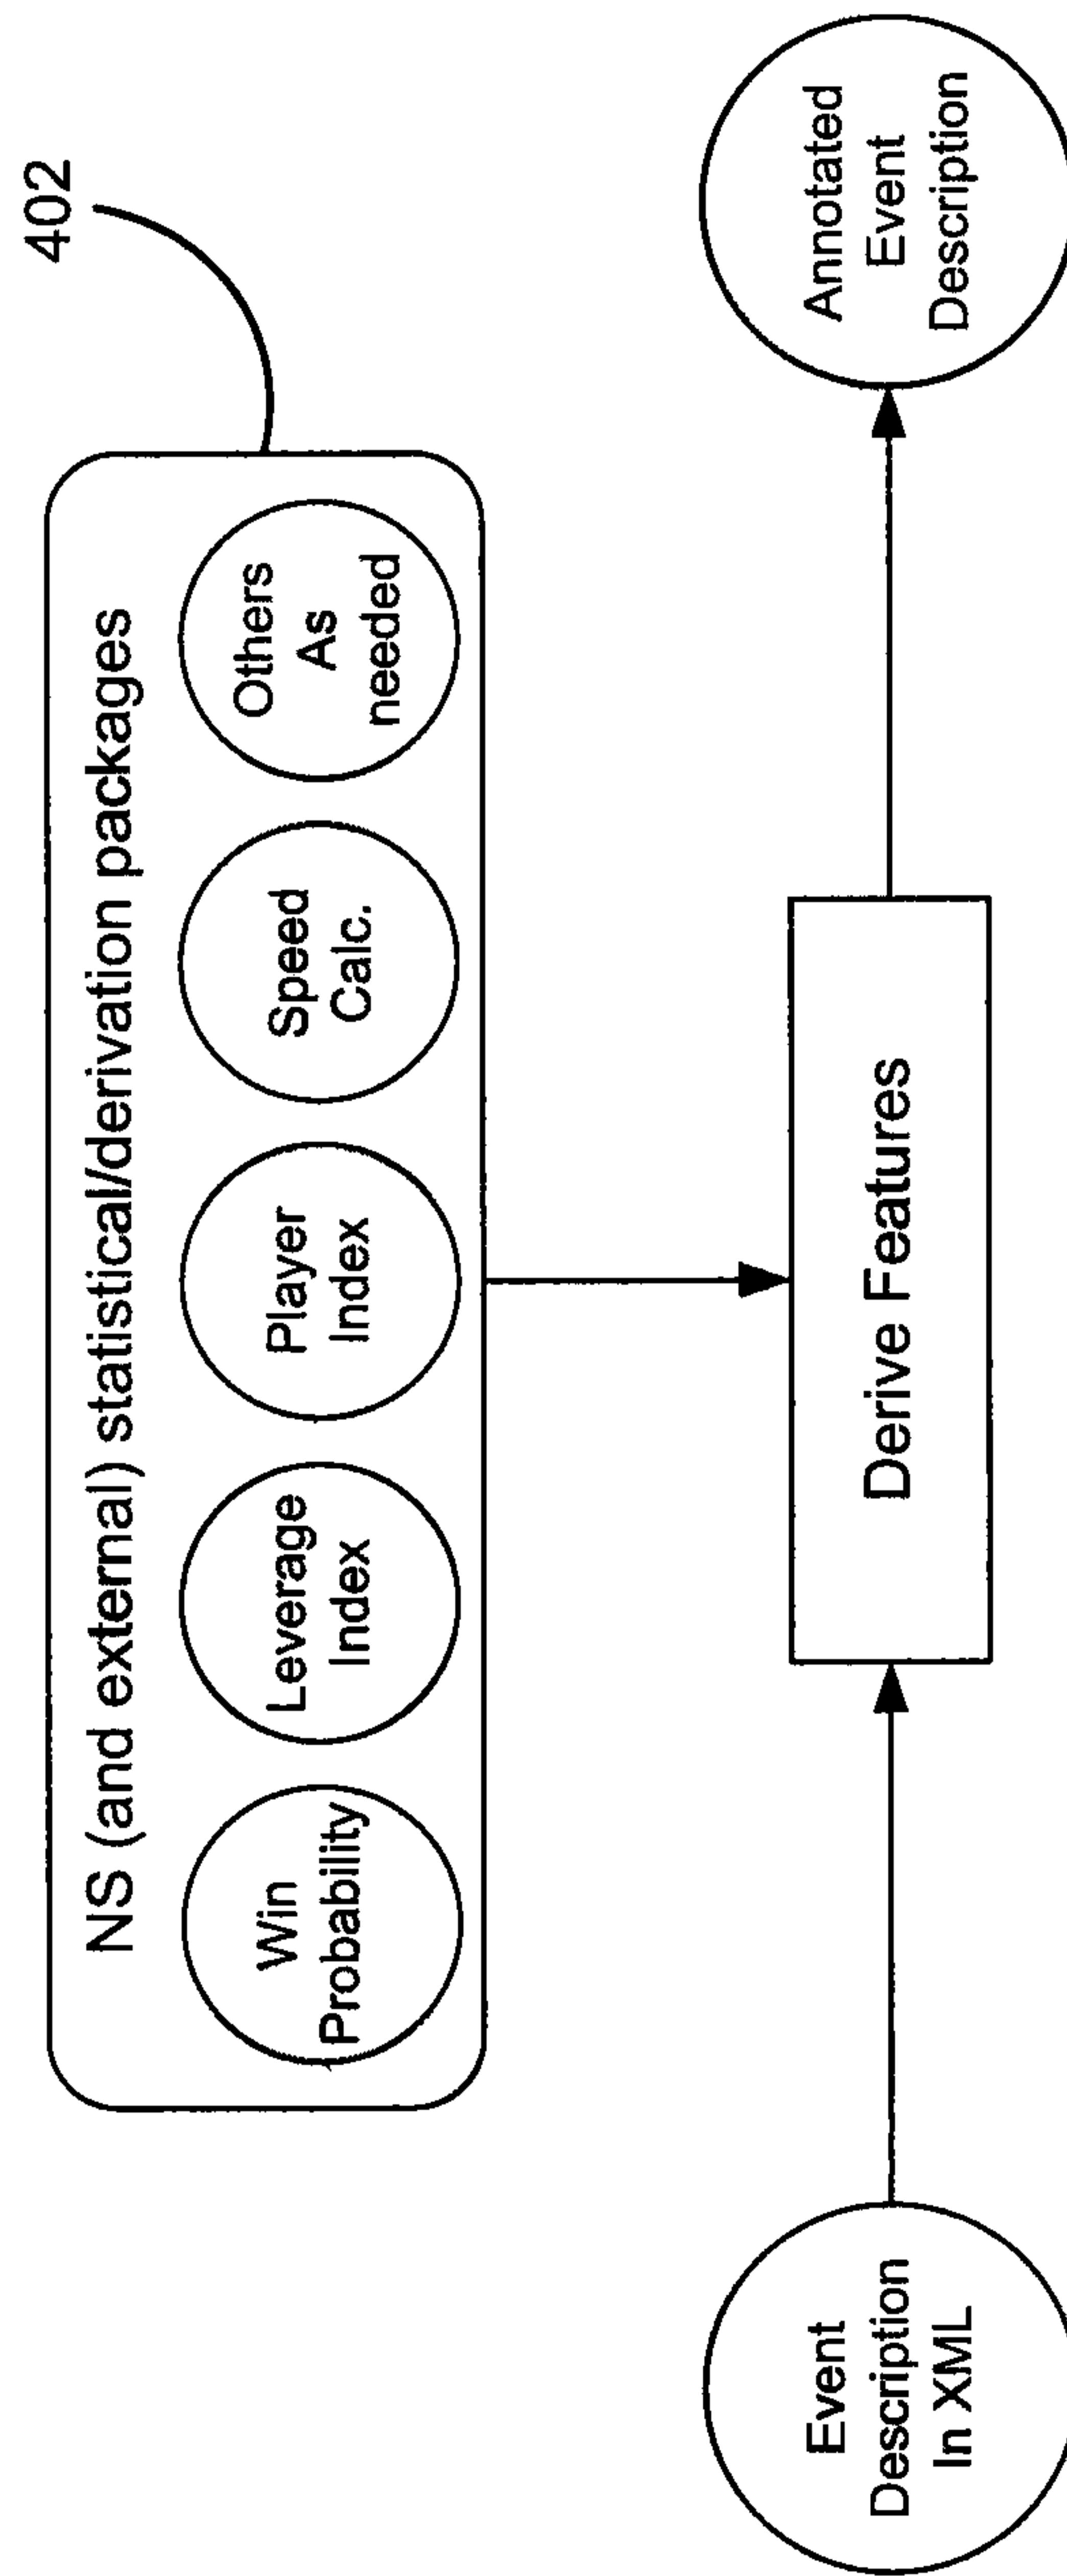 402
NS (and external) statistical/derivation packages
Win
Probability
Leverage
Index
Player
Index
Speed
Calc.
Others
As
needed
Event
Description
In XML
Derive Features
Annotated
Event
Description